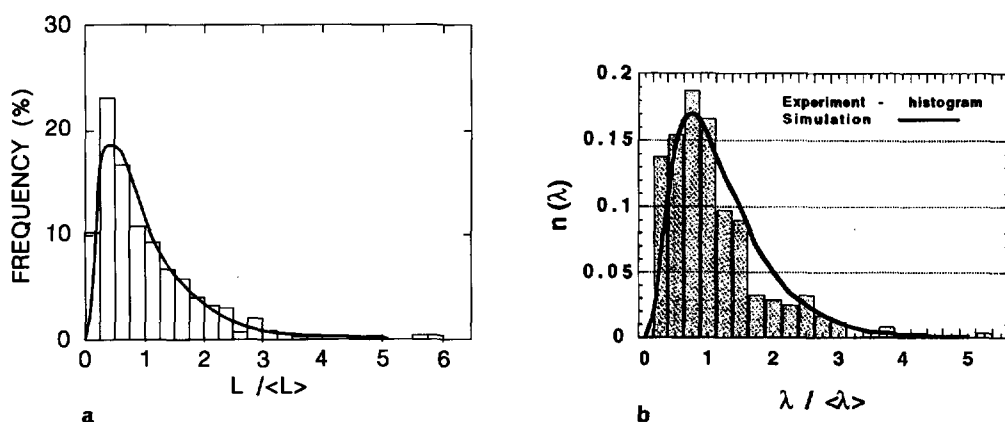 30
20
10
0
FREQUENCY (%)
0 1 2 3 4 5 6
L /<L>
a
0.2
0.15
0.1
0.05
0
n(λ)
Experiment - histogram
Simulation
0 1 2 3 4 5
λ / <λ>
b